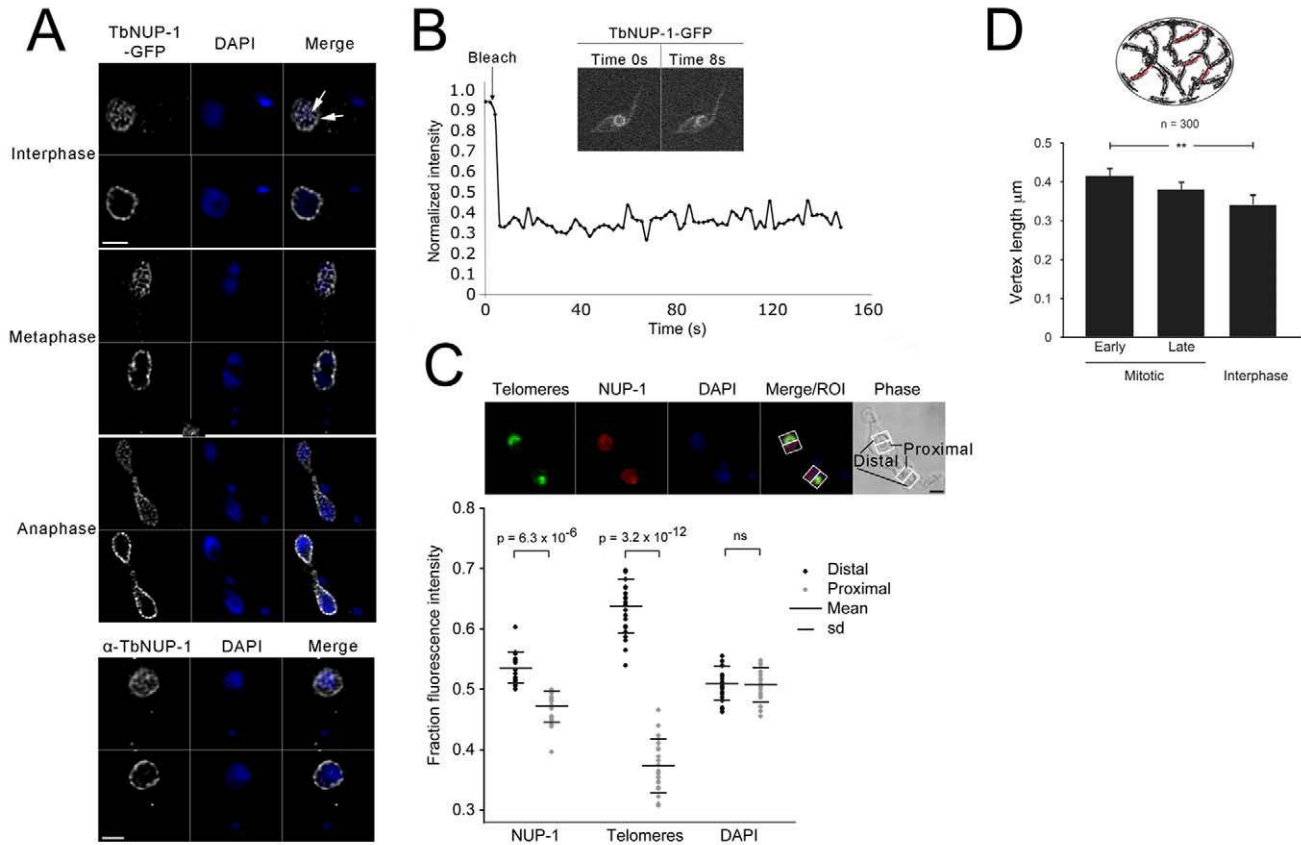 A
TbNUP-1
-GFP
DAPI
Merge
Interphase
Metaphase
Anaphase
α-TbNUP-1
DAPI
Merge
B
TbNUP-1-GFP
Time 0s
Time 8s
Bleach
1.0
0.9
0.8
0.7
0.6
0.5
0.4
0.3
0.2
0.1
0
Normalized intensity
0
40
80
120
160
Time (s)
C
Telomeres
NUP-1
DAPI
Merge/ROI
Phase
Proximal
Distal
p = 6.3 x 10-6
p = 3.2 x 10-12
ns
0.8
0.7
0.6
0.5
0.4
0.3
Fraction fluorescence intensity
Distal
Proximal
Mean
sd
NUP-1
Telomeres
DAPI
D
n = 300
**
0.5
0.4
0.3
0.2
0.1
0
Vertex length μm
Early
Late
Mitotic
Interphase